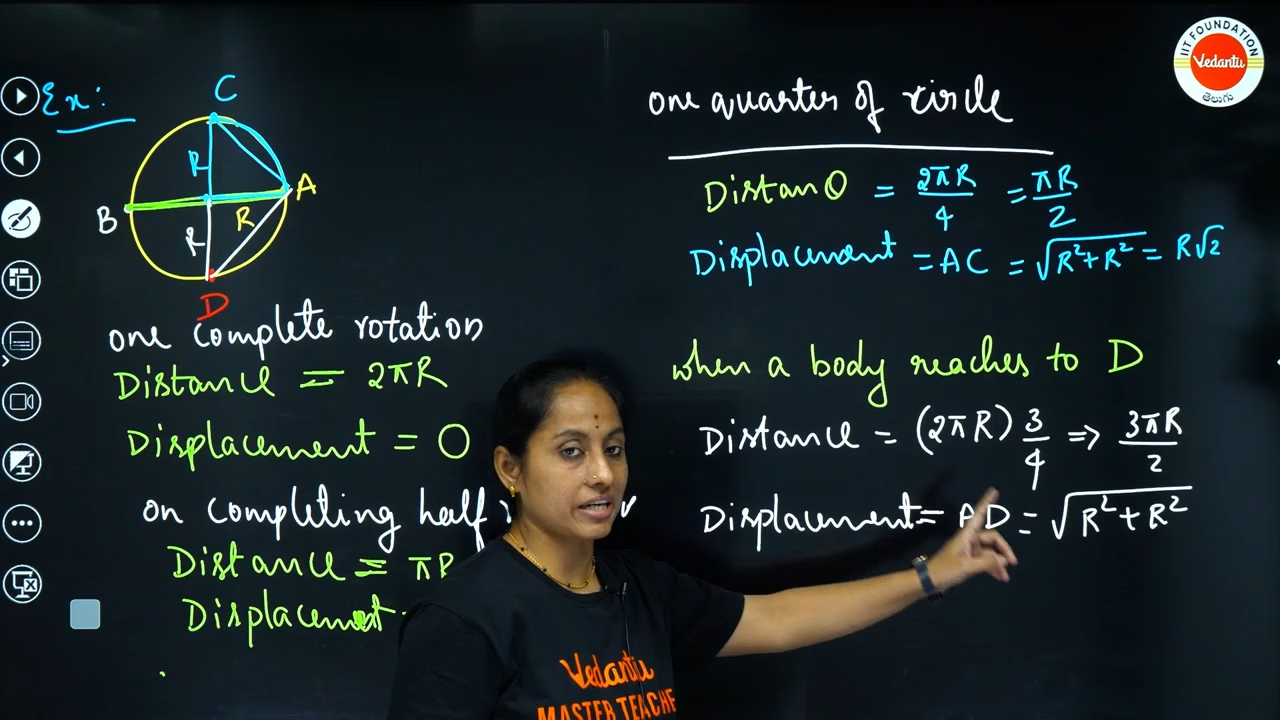 Ex:
C
R
A
B
R
R
D
one complete rotation
Distance = 2πR
Displacement = 0
on completing half
Distance = πR
Displacement
one quarter of circle
Distan0 = 2πR/4 = πR/2
Displacement = AC = √R²+R² = R√2
when a body reaches to D
Distance = (2πR) 3/4 => 3πR/2
Displacement = AD = √R²+R²
IIT FOUNDATION
Vedantu
తెలుగు
Vedantu
MASTER TEACHE